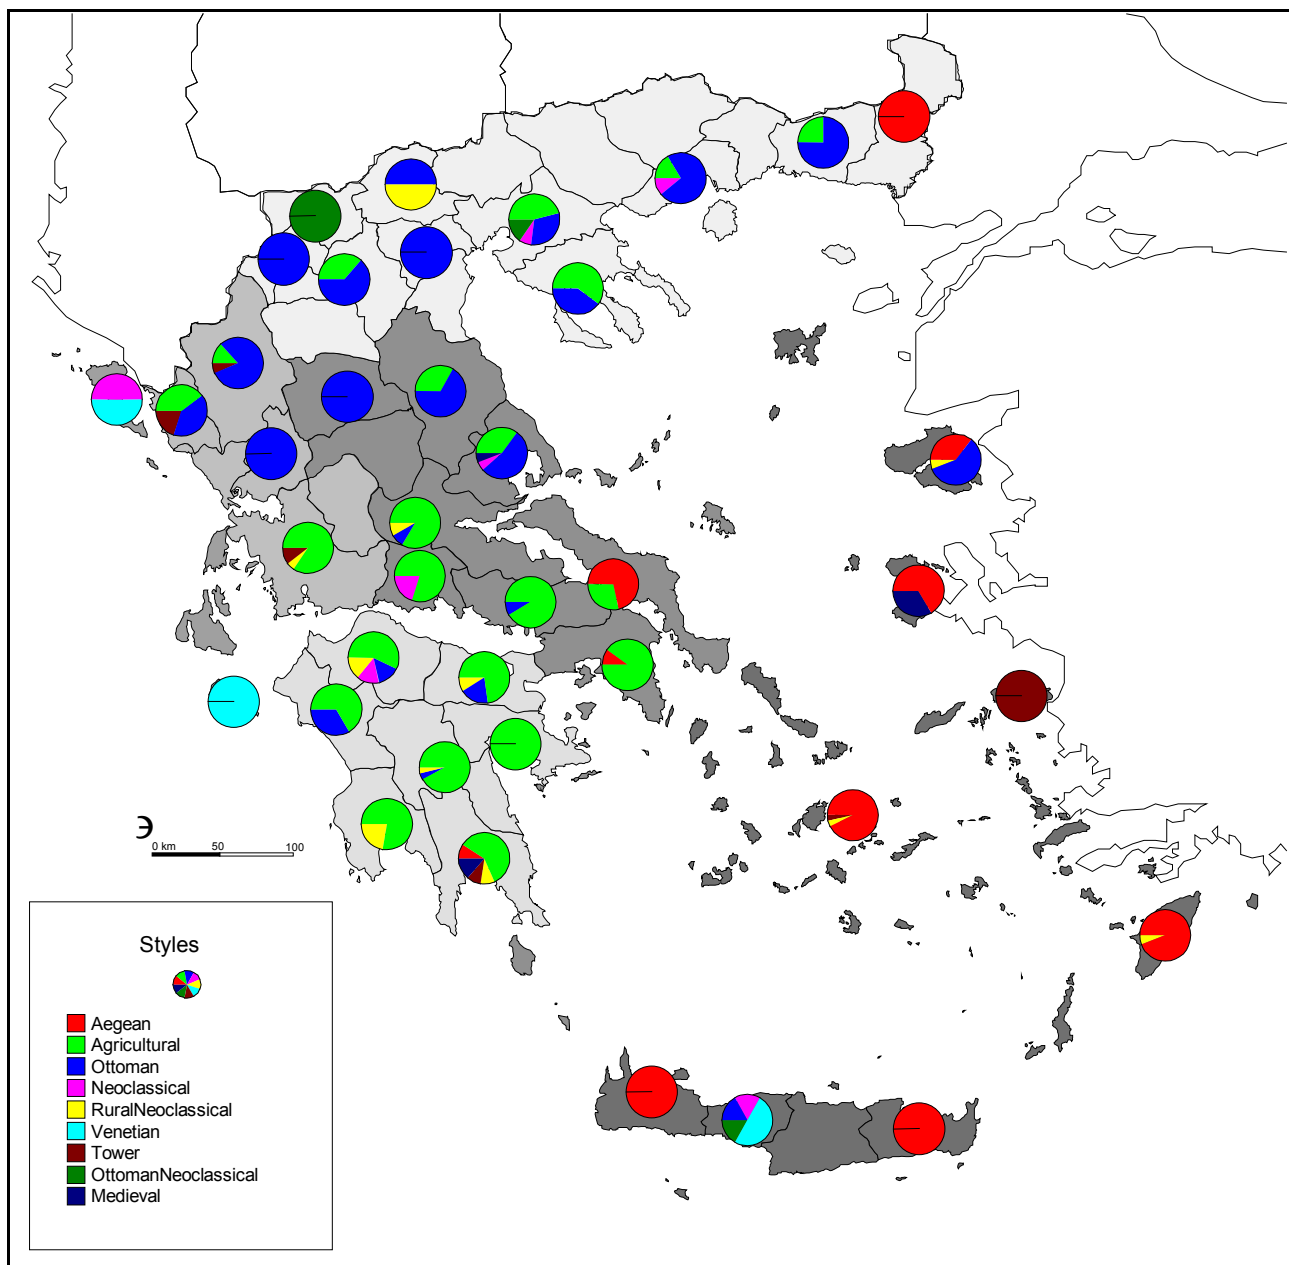 0 km 50 100
Styles
Aegean
Agricultural
Ottoman
Neoclassical
RuralNeoclassical
Venetian
Tower
OttomanNeoclassical
Medieval